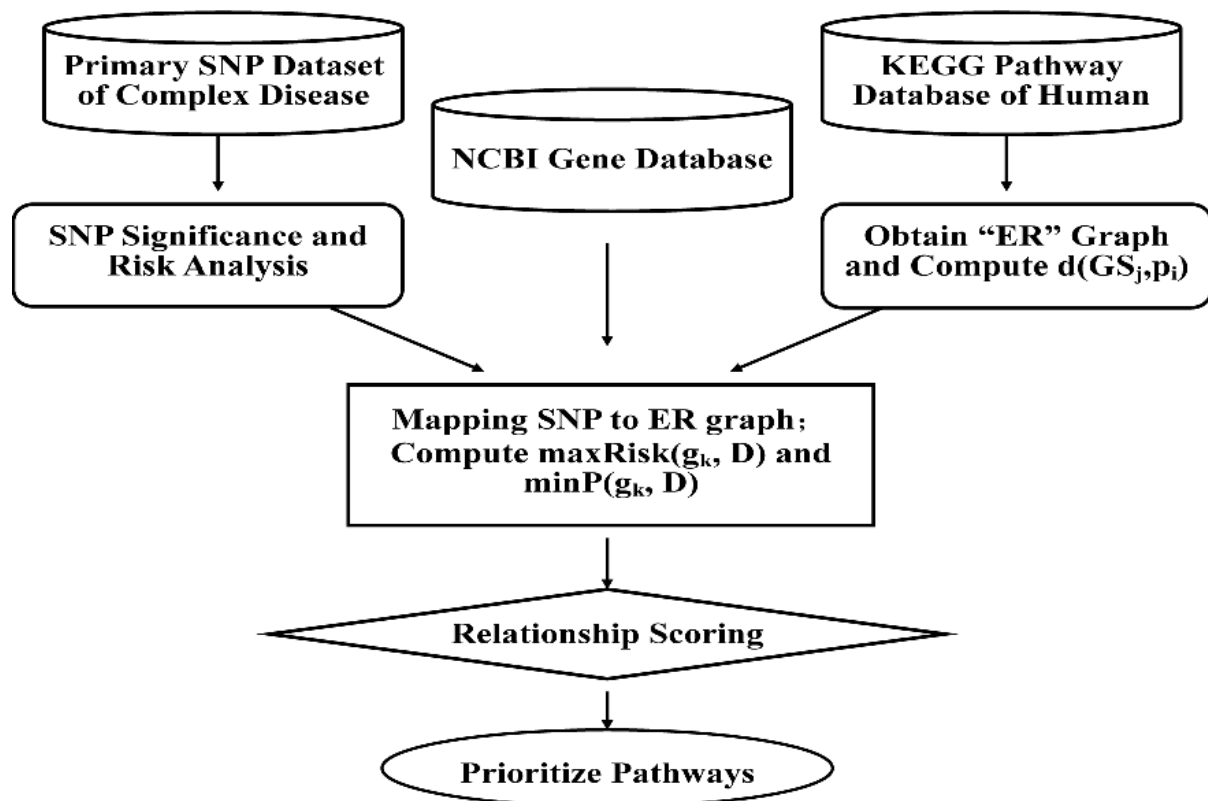 Primary SNP Dataset
of Complex Disease
NCBI Gene Database
KEGG Pathway
Database of Human
SNP Significance and
Risk Analysis
Obtain “ER” Graph
and Compute d(GSj,pi)
Mapping SNP to ER graph;
Compute maxRisk(gk, D) and
minP(gk, D)
Relationship Scoring
Prioritize Pathways